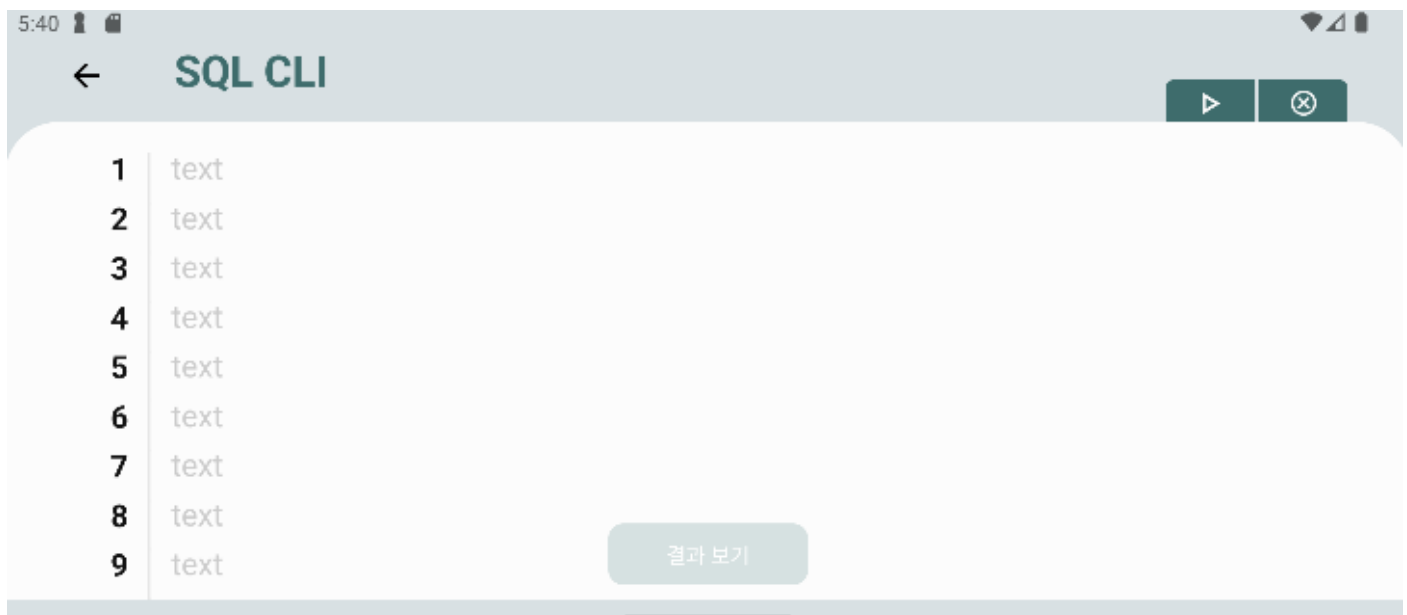 5:40
SQL CLI
1 text
2 text
3 text
4 text
5 text
6 text
7 text
8 text
9 text
결과 보기